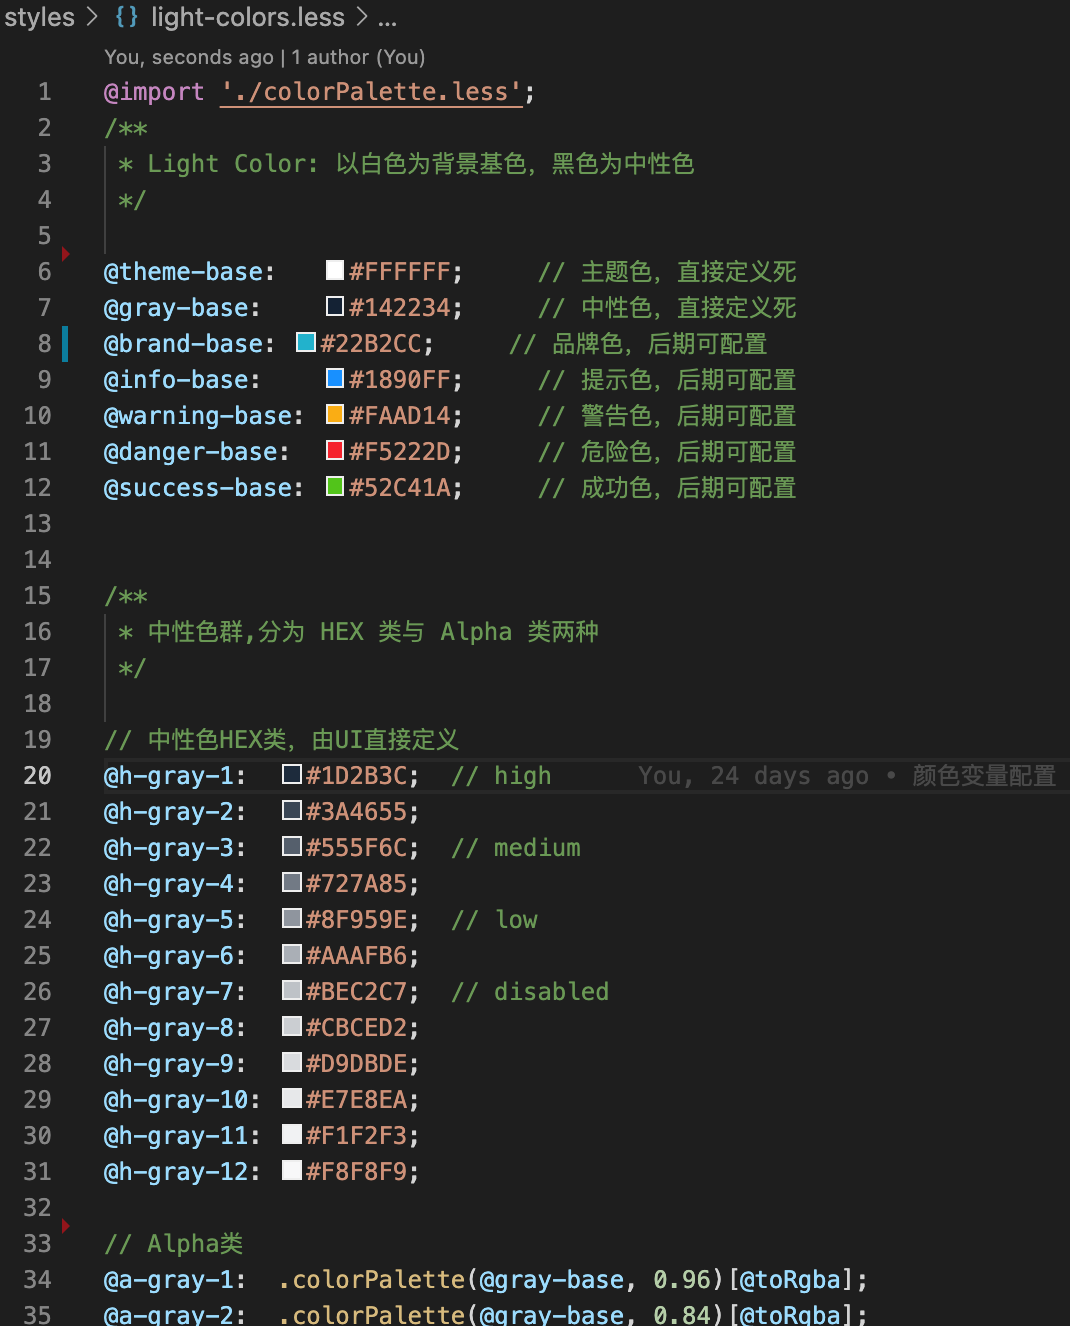 styles > {} light-colors.less > ...
You, seconds ago | 1 author (You)
1 @import './colorPalette.less';
2 /**
3 * Light Color: 以白色为背景基色，黑色为中性色
4 */
5
6 @theme-base: #FFFFFF; // 主题色，直接定义死
7 @gray-base: #142234; // 中性色，直接定义死
8 @brand-base: #22B2CC; // 品牌色，后期可配置
9 @info-base: #1890FF; // 提示色，后期可配置
10 @warning-base: #FAAD14; // 警告色，后期可配置
11 @danger-base: #F5222D; // 危险色，后期可配置
12 @success-base: #52C41A; // 成功色，后期可配置
13
14
15 /**
16 * 中性色群,分为 HEX 类与 Alpha 类两种
17 */
18
19 // 中性色HEX类，由UI直接定义
20 @h-gray-1: #1D2B3C; // high You, 24 days ago • 颜色变量配置
21 @h-gray-2: #3A4655;
22 @h-gray-3: #555F6C; // medium
23 @h-gray-4: #727A85;
24 @h-gray-5: #8F959E; // low
25 @h-gray-6: #AAAFB6;
26 @h-gray-7: #BEC2C7; // disabled
27 @h-gray-8: #CBCED2;
28 @h-gray-9: #D9DBDE;
29 @h-gray-10: #E7E8EA;
30 @h-gray-11: #F1F2F3;
31 @h-gray-12: #F8F8F9;
32
33 // Alpha类
34 @a-gray-1: .colorPalette(@gray-base, 0.96)[@toRgba];
35 @a-gray-2: .colorPalette(@gray-base, 0.84)[@toRgba];